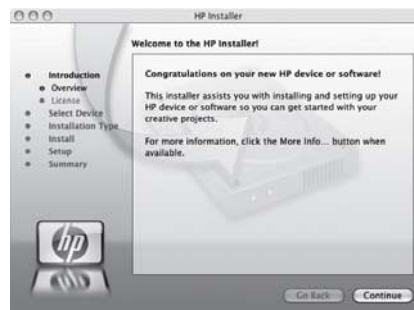 HP Installer
Welcome to the HP Installer!
Introduction
Overview
License
Select Device
Installation Type
Install
Setup
Summary
Congratulations on your new HP device or software!
This installer assists you with installing and setting up your
HP device or software so you can get started with your
creative projects.
For more information, click the More Info... button when
available.
hp
Go Back
Continue